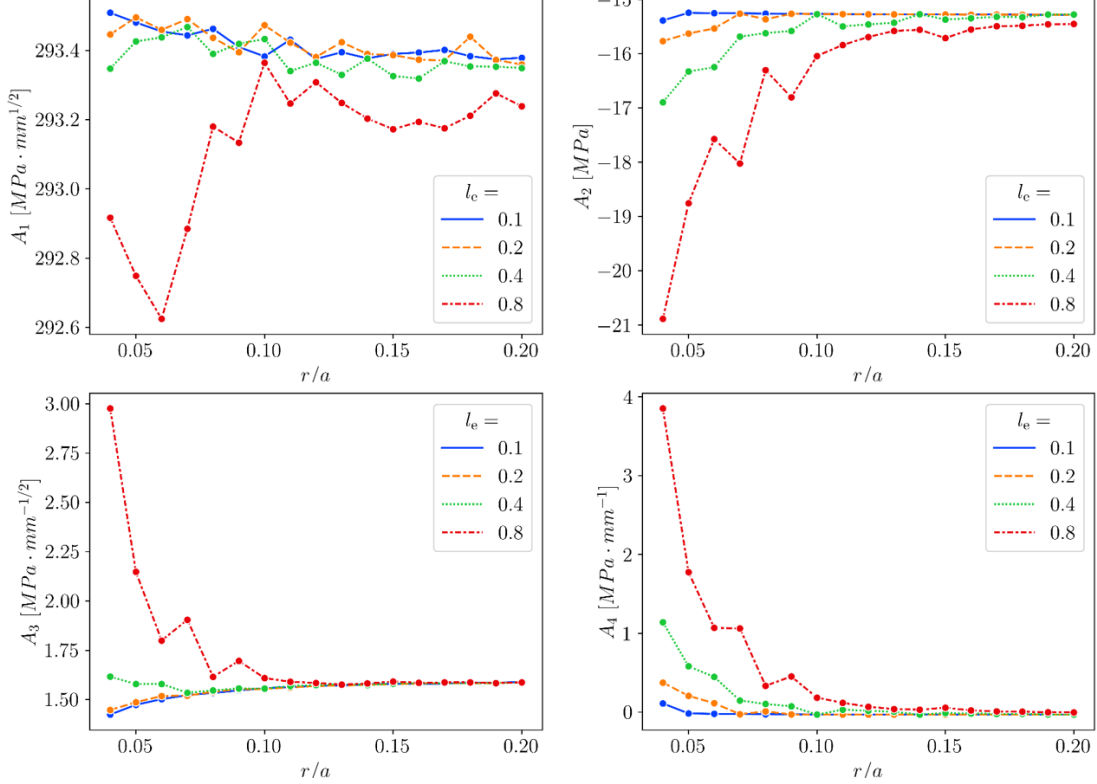 293.4
293.2
293.0
292.8
292.6
A₁ [MPa · mm^{1/2}]
0.05 0.10 0.15 0.20
r/a
l_c =
0.1
0.2
0.4
0.8
−15
−16
−17
−18
−19
−20
−21
A₂ [MPa]
0.05 0.10 0.15 0.20
r/a
l_c =
0.1
0.2
0.4
0.8
3.00
2.75
2.50
2.25
2.00
1.75
1.50
A₃ [MPa · mm^{−1/2}]
0.05 0.10 0.15 0.20
r/a
l_e =
0.1
0.2
0.4
0.8
4
3
2
1
0
A₄ [MPa · mm^{−1}]
0.05 0.10 0.15 0.20
r/a
l_e =
0.1
0.2
0.4
0.8